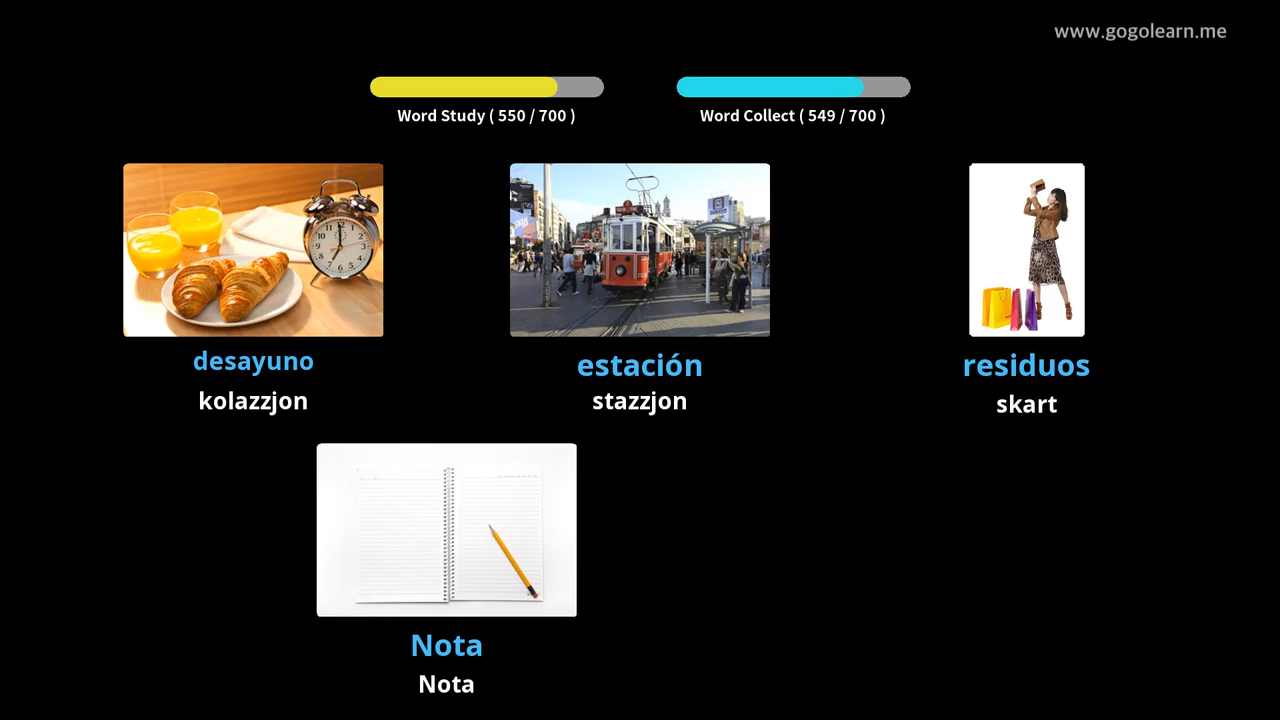 www.gogolearn.me
Word Study ( 550 / 700 )
Word Collect ( 549 / 700 )
desayuno
kolazzjon
estación
stazzjon
residuos
skart
Nota
Nota